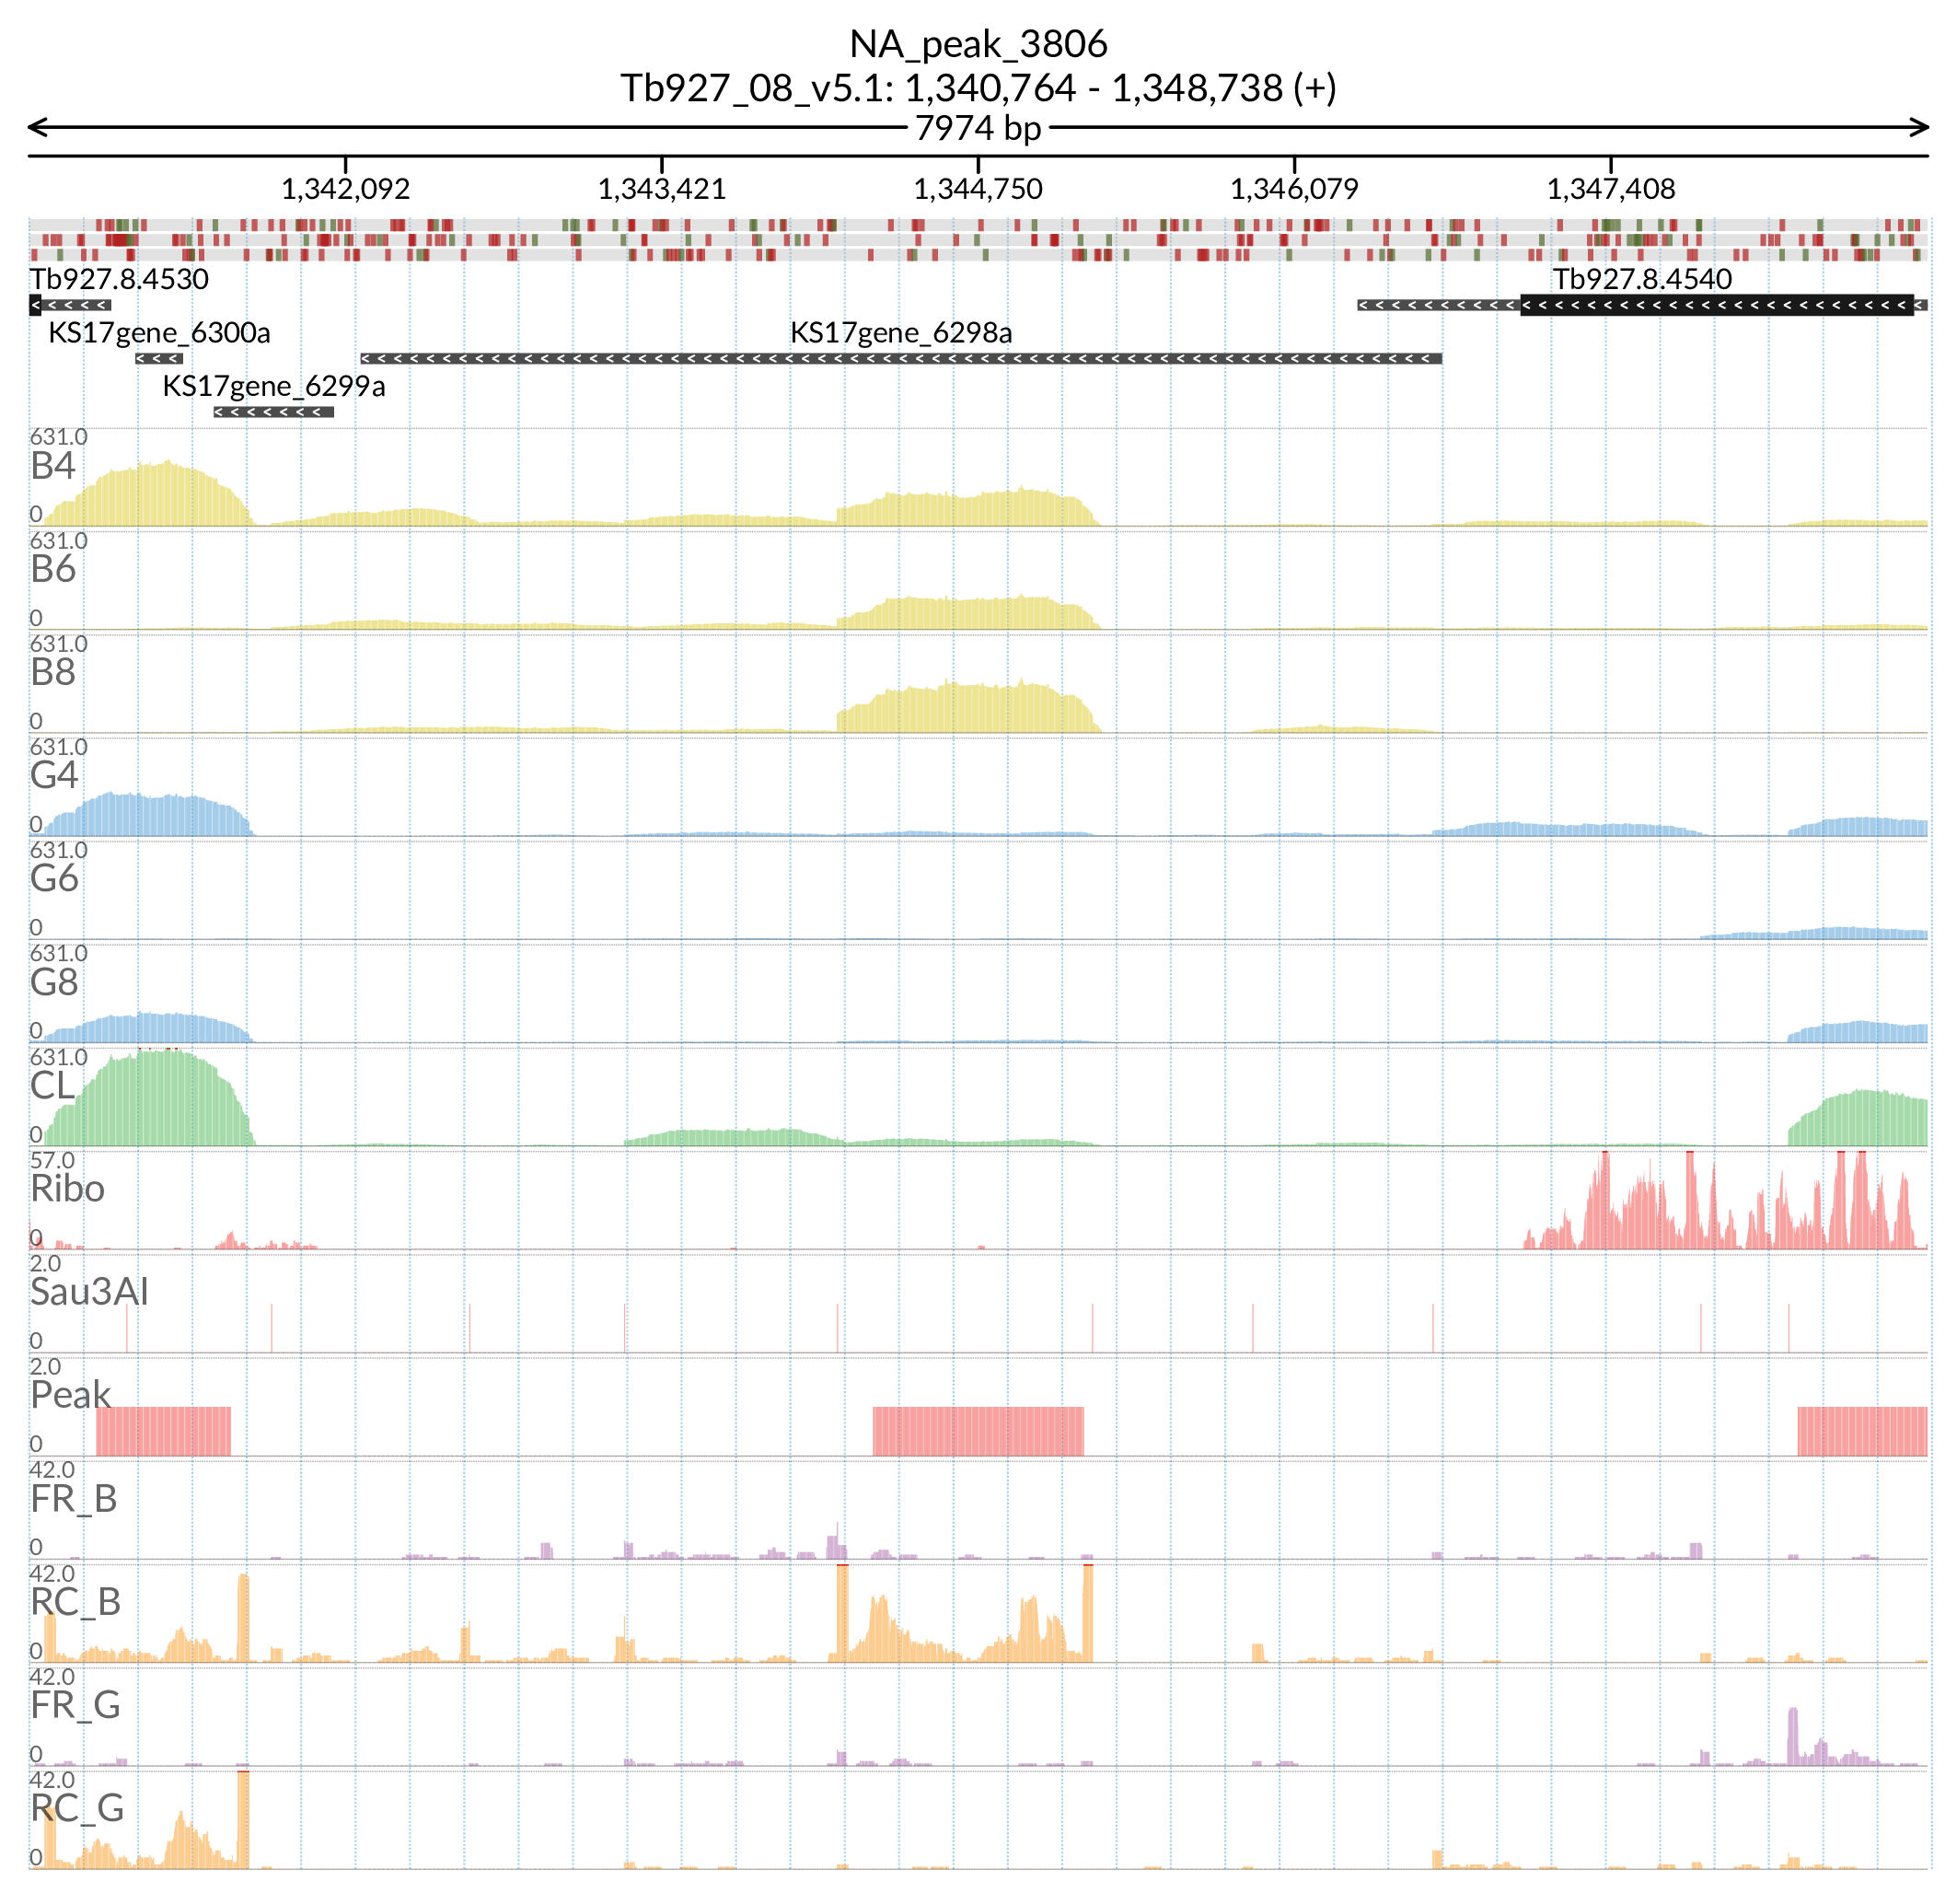 NA_peak_3806
Tb927_08_v5.1: 1,340,764 - 1,348,738 (+)
7974 bp
1,342,092 1,343,421 1,344,750 1,346,079 1,347,408
Tb927.8.4530 Tb927.8.4540
KS17gene_6300a KS17gene_6298a
KS17gene_6299a
631.0
B4
0
631.0
B6
0
631.0
B8
0
631.0
G4
0
631.0
G6
0
631.0
G8
0
631.0
CL
0
57.0
Ribo
0
2.0
Sau3AI
0
2.0
Peak
0
42.0
FR_B
0
42.0
RC_B
0
42.0
FR_G
0
42.0
RC_G
0